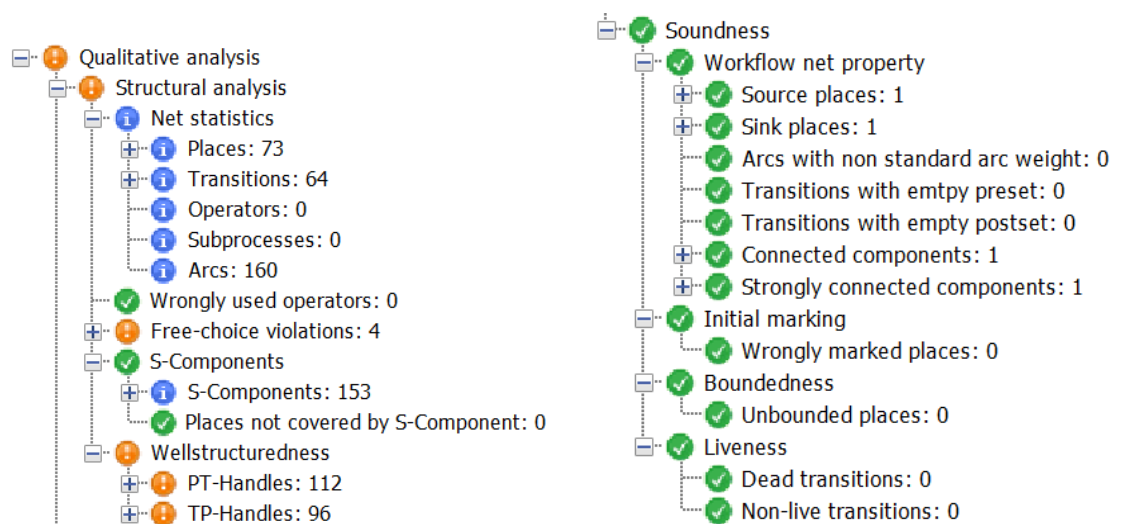 Qualitative analysis
Structural analysis
Net statistics
Places: 73
Transitions: 64
Operators: 0
Subprocesses: 0
Arcs: 160
Wrongly used operators: 0
Free-choice violations: 4
S-Components
S-Components: 153
Places not covered by S-Component: 0
Wellstructuredness
PT-Handles: 112
TP-Handles: 96
Soundness
Workflow net property
Source places: 1
Sink places: 1
Arcs with non standard arc weight: 0
Transitions with emtpy preset: 0
Transitions with empty postset: 0
Connected components: 1
Strongly connected components: 1
Initial marking
Wrongly marked places: 0
Boundedness
Unbounded places: 0
Liveness
Dead transitions: 0
Non-live transitions: 0